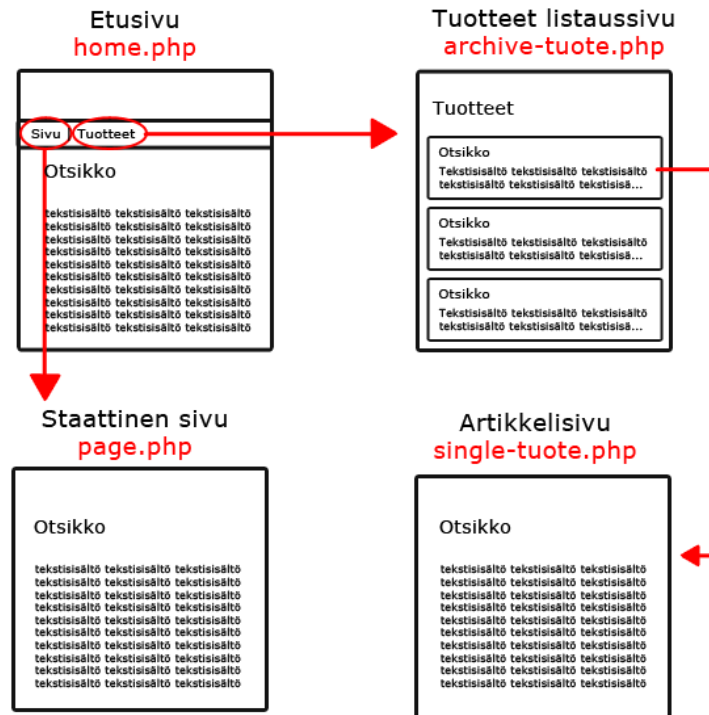 Etusivu
home.php
Sivu
Tuotteet
Otsikko
tekstisisältö tekstisisältö tekstisisältö
tekstisisältö tekstisisältö tekstisisältö
tekstisisältö tekstisisältö tekstisisältö
tekstisisältö tekstisisältö tekstisisältö
tekstisisältö tekstisisältö tekstisisältö
tekstisisältö tekstisisältö tekstisisältö
tekstisisältö tekstisisältö tekstisisältö
tekstisisältö tekstisisältö tekstisisältö
tekstisisältö tekstisisältö tekstisisältö
tekstisisältö tekstisisältö tekstisisältö
Tuotteet listaussivu
archive-tuote.php
Tuotteet
Otsikko
Tekstisisältö tekstisisältö tekstisisältö
tekstisisältö tekstisisältö tekstisisä...
Otsikko
Tekstisisältö tekstisisältö tekstisisältö
tekstisisältö tekstisisältö tekstisisä...
Otsikko
Tekstisisältö tekstisisältö tekstisisältö
tekstisisältö tekstisisältö tekstisisä...
Staattinen sivu
page.php
Otsikko
tekstisisältö tekstisisältö tekstisisältö
tekstisisältö tekstisisältö tekstisisältö
tekstisisältö tekstisisältö tekstisisältö
tekstisisältö tekstisisältö tekstisisältö
tekstisisältö tekstisisältö tekstisisältö
tekstisisältö tekstisisältö tekstisisältö
tekstisisältö tekstisisältö tekstisisältö
tekstisisältö tekstisisältö tekstisisältö
tekstisisältö tekstisisältö tekstisisältö
tekstisisältö tekstisisältö tekstisisältö
Artikkelisivu
single-tuote.php
Otsikko
tekstisisältö tekstisisältö tekstisisältö
tekstisisältö tekstisisältö tekstisisältö
tekstisisältö tekstisisältö tekstisisältö
tekstisisältö tekstisisältö tekstisisältö
tekstisisältö tekstisisältö tekstisisältö
tekstisisältö tekstisisältö tekstisisältö
tekstisisältö tekstisisältö tekstisisältö
tekstisisältö tekstisisältö tekstisisältö
tekstisisältö tekstisisältö tekstisisältö
tekstisisältö tekstisisältö tekstisisältö